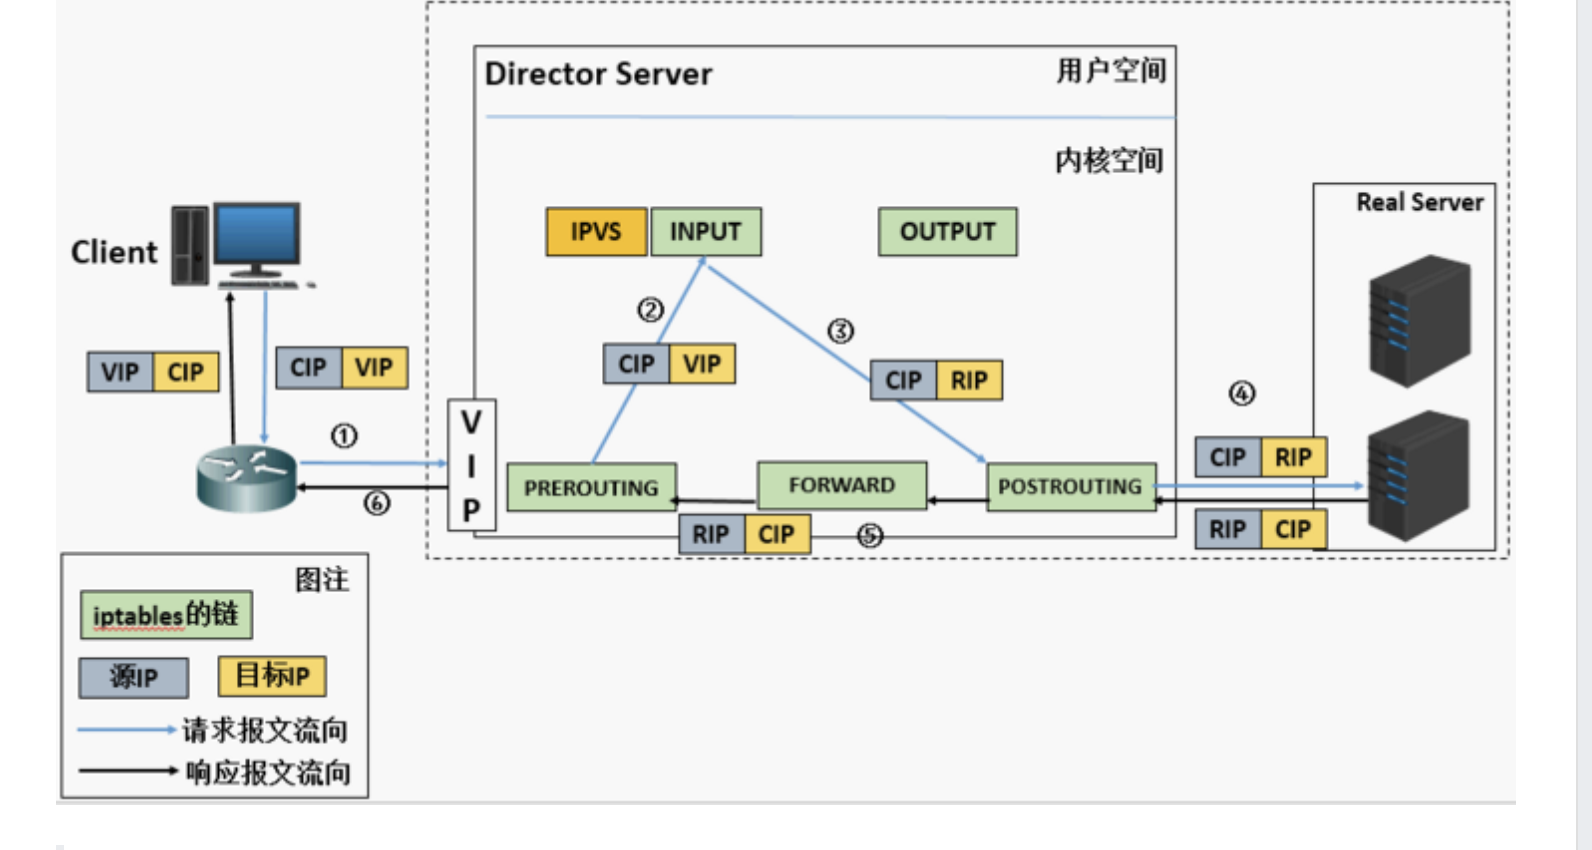 Director Server
用户空间
内核空间
Real Server
IPVS
INPUT
OUTPUT
Client
②
③
CIP VIP
CIP RIP
VIP CIP
CIP VIP
④
①
VIP
CIP RIP
PREROUTING
FORWARD
POSTROUTING
⑥
RIP CIP
⑤
RIP CIP
图注
iptables的链
源IP
目标IP
请求报文流向
响应报文流向